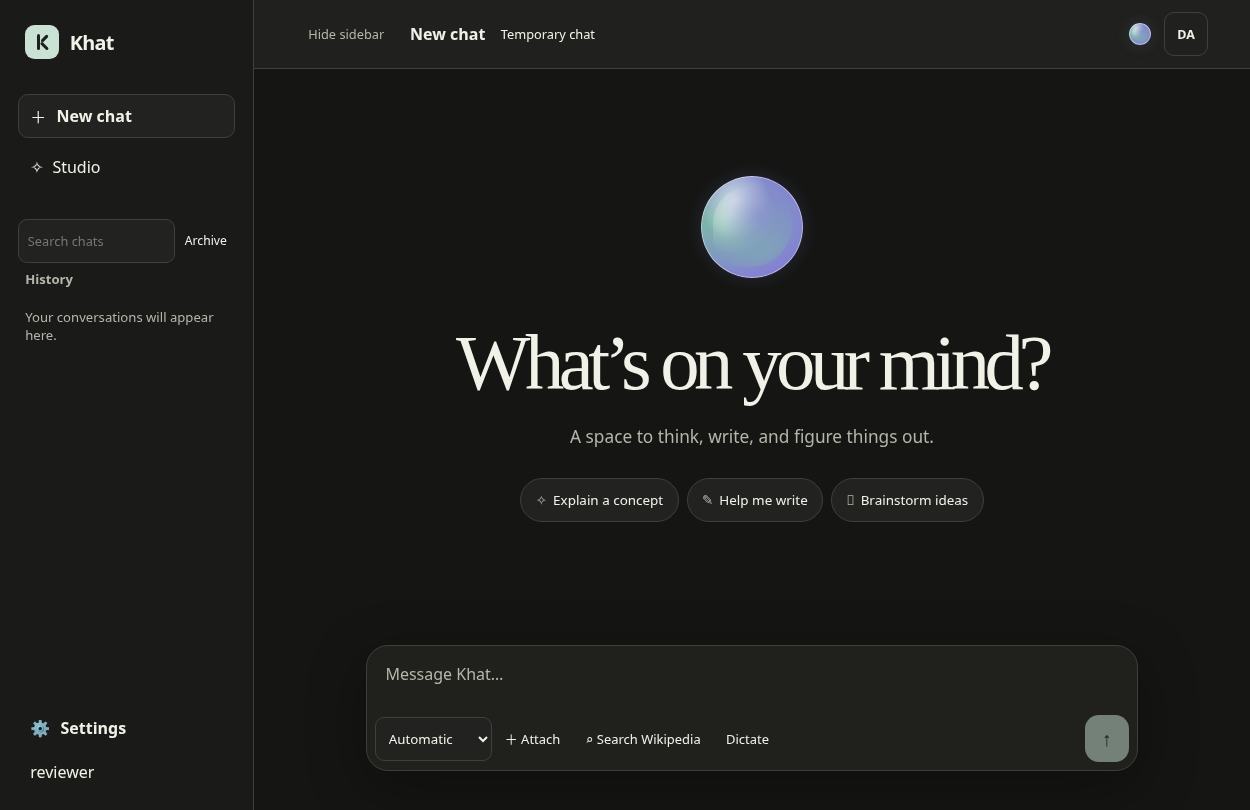 Khat
New chat
Studio
Search chats
Archive
History
Your conversations will appear
here.
Settings
reviewer
Hide sidebar
New chat
Temporary chat
DA
What’s on your mind?
A space to think, write, and figure things out.
Explain a concept
Help me write
Brainstorm ideas
Message Khat...
Automatic
+ Attach
Search Wikipedia
Dictate